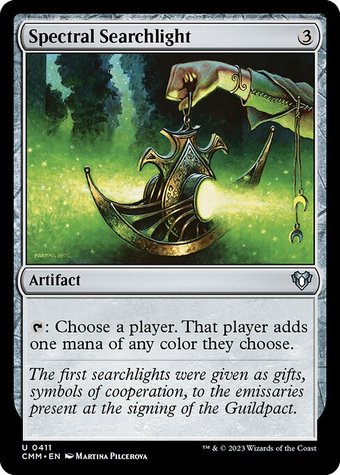 Spectral Searchlight 3
Artifact
: Choose a player. That player adds
one mana of any color they choose.
The first searchlights were given as gifts,
symbols of cooperation, to the emissaries
present at the signing of the Guildpact.
U 0411
CMM • EN Martina Pilcerova
™ & © 2023 Wizards of the Coast